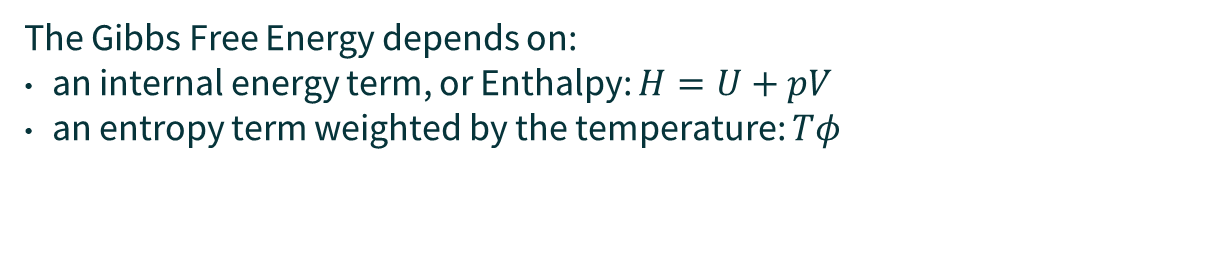 The Gibbs Free Energy depends on:
• an internal energy term, or Enthalpy: H = U + pV
• an entropy term weighted by the temperature: Tϕ